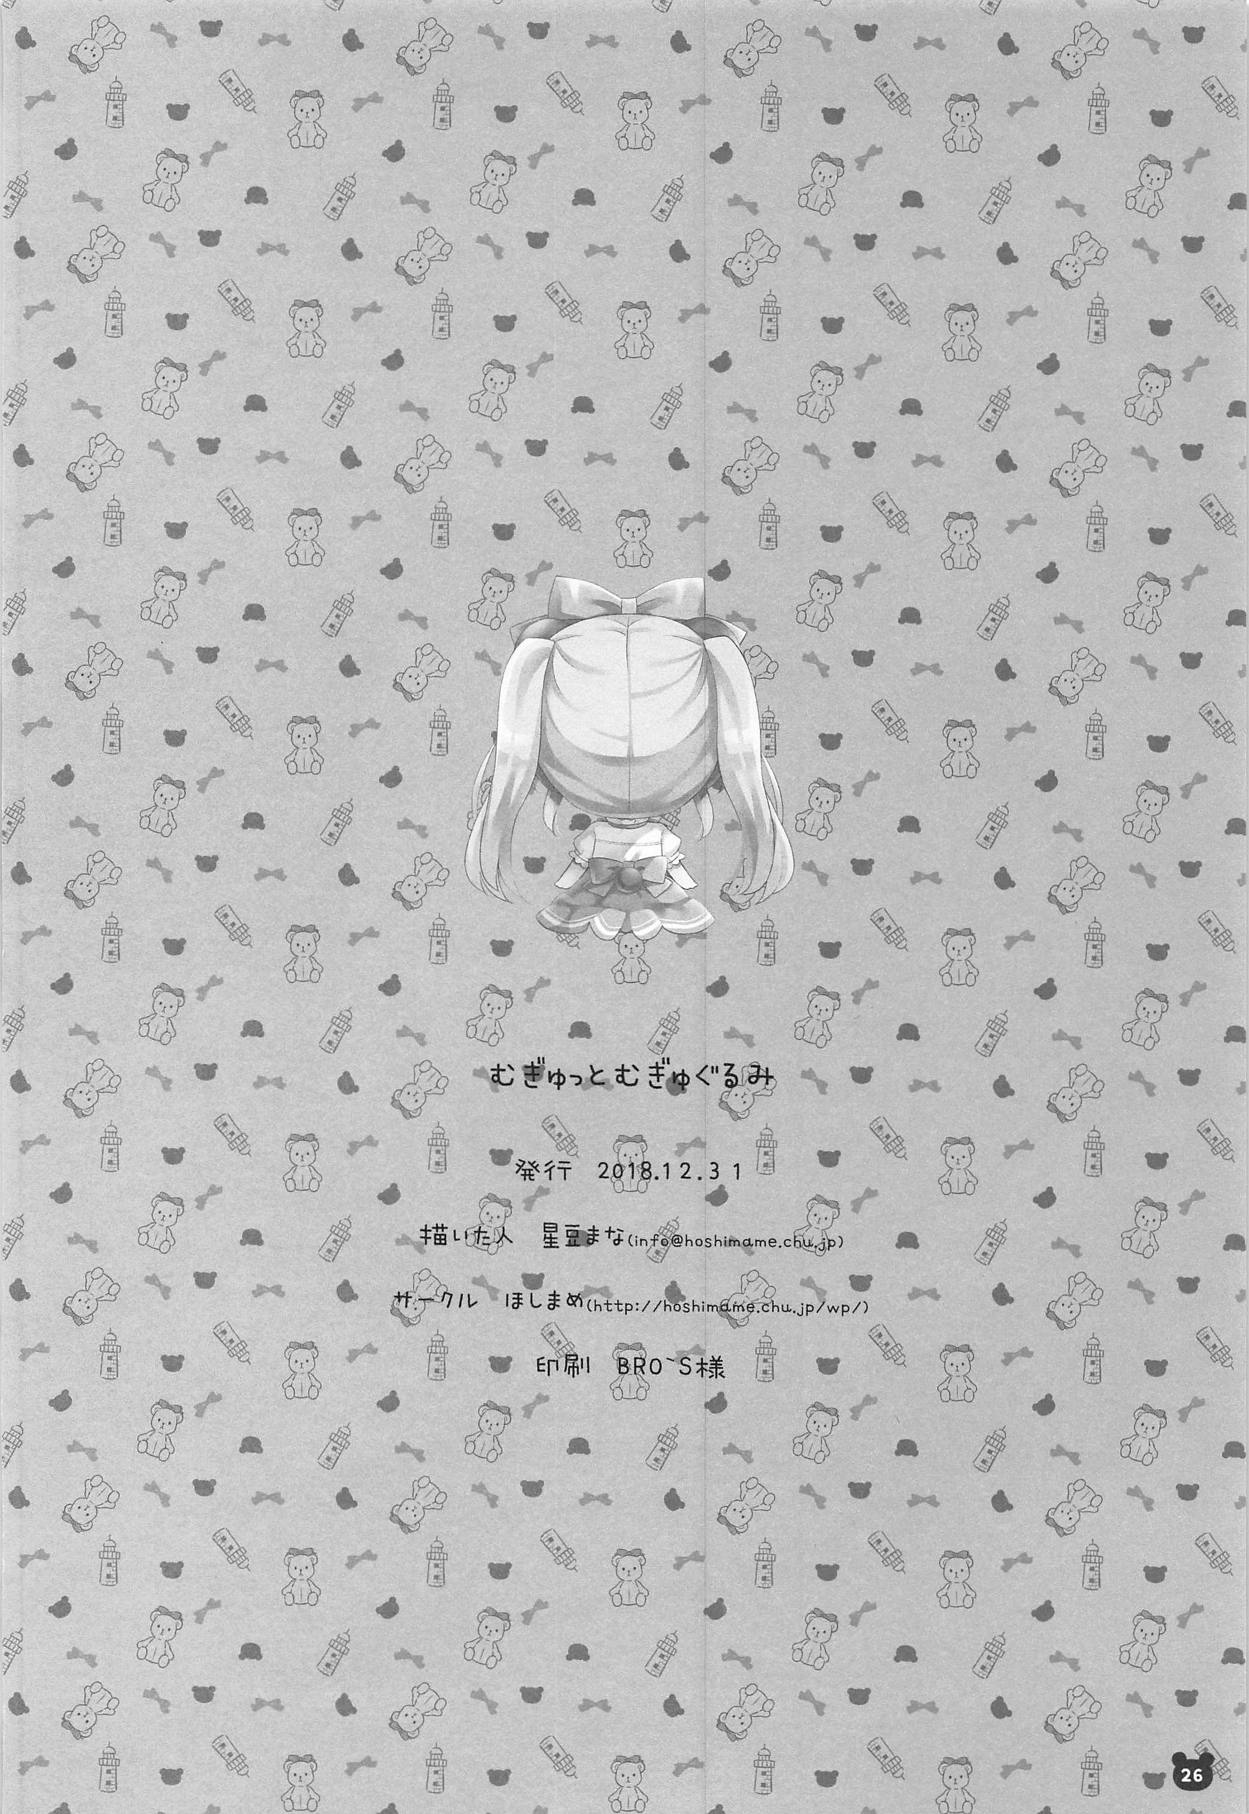 むぎゅっとむぎゅぐるみ
発行　2018.12.31
描いた人　星豆まな(info@hoshimame.chu.jp)
サークル　ほしまめ(http://hoshimame.chu.jp/wp/)
印刷　BRO`S様
26